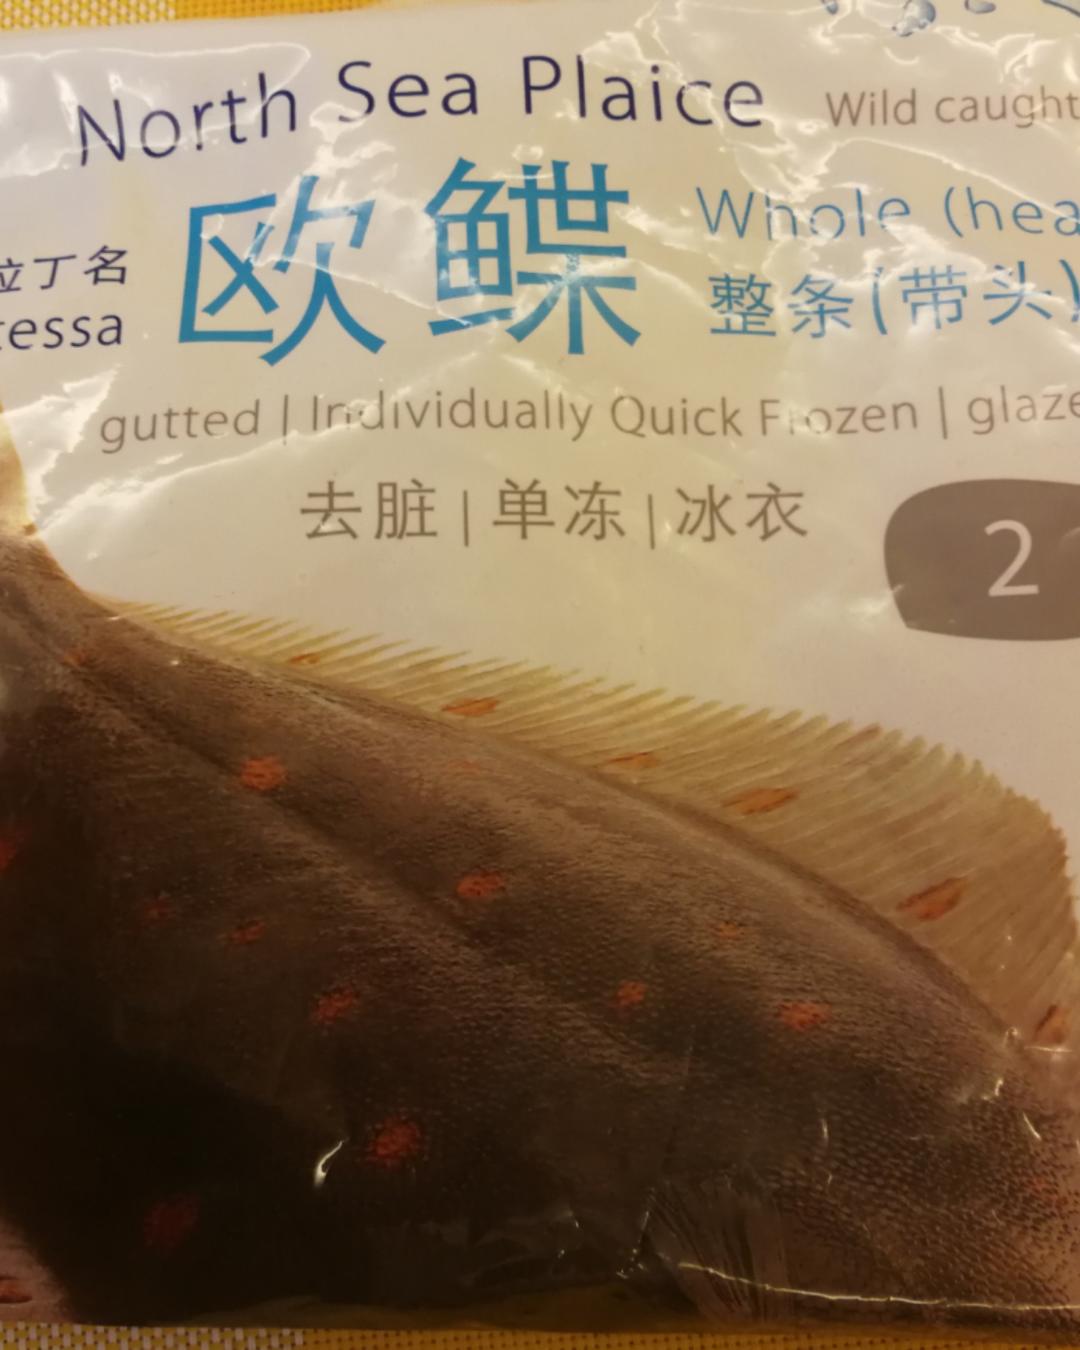 North Sea Plaice
Wild caught
欧鲽
Whole (hea
整条(带头)
拉丁名
tessa
gutted | Individually Quick Frozen | glaze
去脏 | 单冻 | 冰衣
2